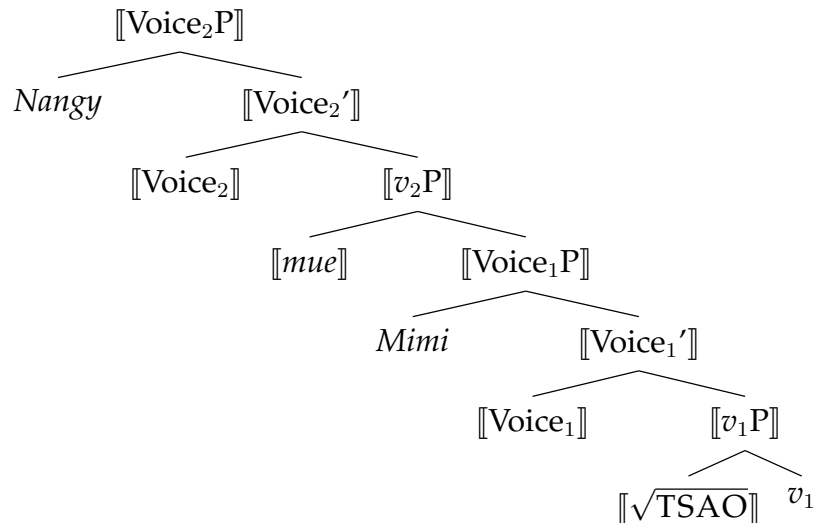 ⟦Voice₂P⟧
Nangy ⟦Voice₂'⟧
⟦Voice₂⟧ ⟦v₂P⟧
⟦mue⟧ ⟦Voice₁P⟧
Mimi ⟦Voice₁'⟧
⟦Voice₁⟧ ⟦v₁P⟧
⟦√TSAO⟧ v₁